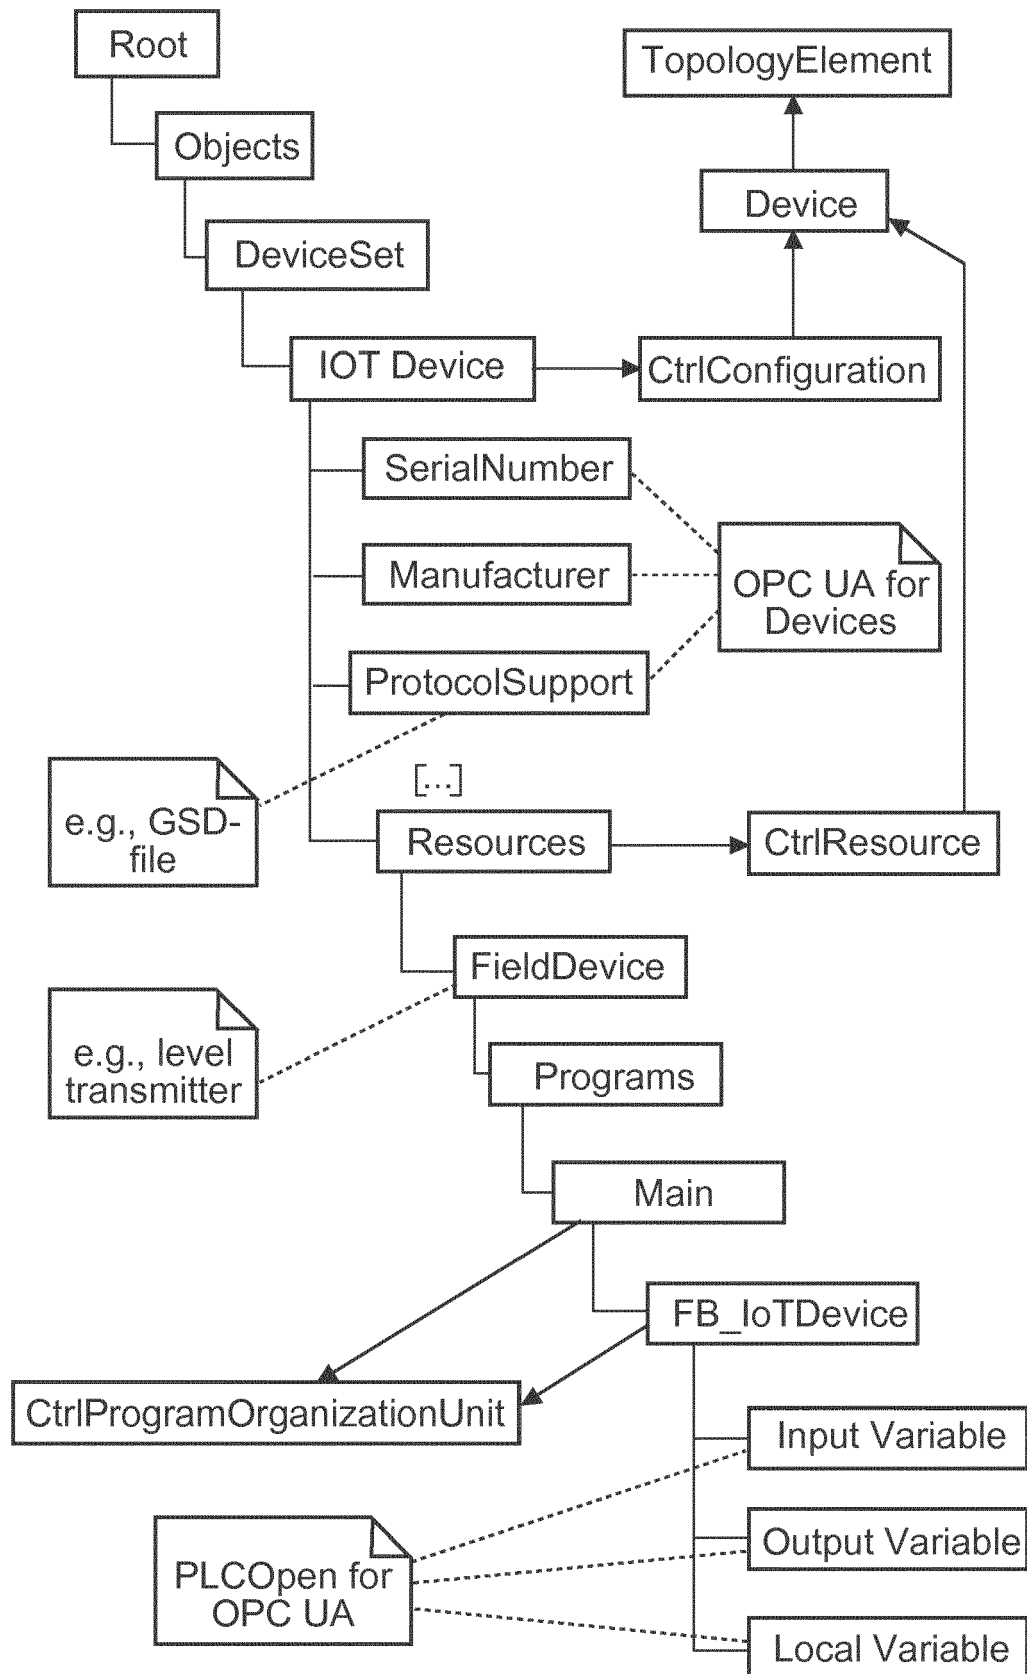 Root
TopologyElement
Objects
Device
DeviceSet
IOT Device
CtrlConfiguration
SerialNumber
Manufacturer
OPC UA for
Devices
ProtocolSupport
[...]
e.g., GSD-
file
Resources
CtrlResource
FieldDevice
e.g., level
transmitter
Programs
Main
FB_IoTDevice
CtrlProgramOrganizationUnit
Input Variable
Output Variable
PLCOpen for
OPC UA
Local Variable